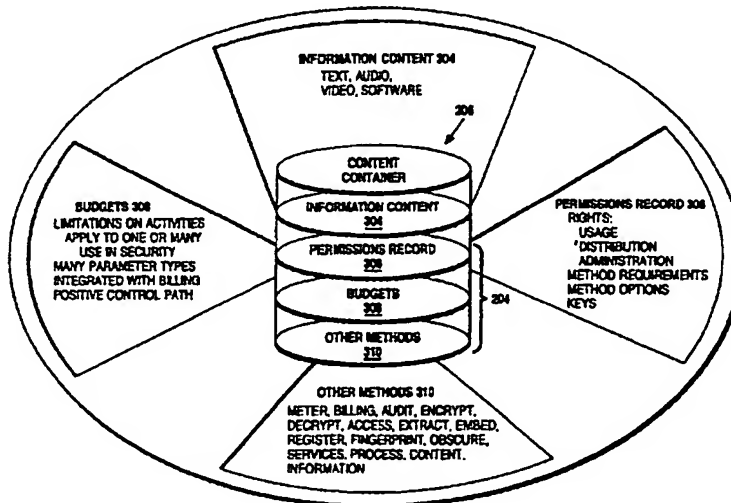 INFORMATION CONTENT 304
TEXT, AUDIO,
VIDEO, SOFTWARE
206
CONTENT
CONTAINER
INFORMATION CONTENT
304
PERMISSIONS RECORD
BUDGETS
308
OTHER METHODS
310
204
BUDGETS 308
LIMITATIONS ON ACTIVITIES
APPLY TO ONE OR MANY
USE IN SECURITY
MANY PARAMETER TYPES
INTEGRATED WITH BILLING
POSITIVE CONTROL PATH
PERMISSIONS RECORD
RIGHTS:
USAGE
DISTRIBUTION
ADMINISTRATION
METHOD REQUIREMENTS
METHOD OPTIONS
KEYS
OTHER METHODS 310
METER, BILLING, AUDIT, ENCRYPT,
DECRYPT, ACCESS, EXTRACT, EMBED,
REGISTER, FINGERPRINT, OBSCURE,
SERVICES, PROCESS, CONTENT,
INFORMATION